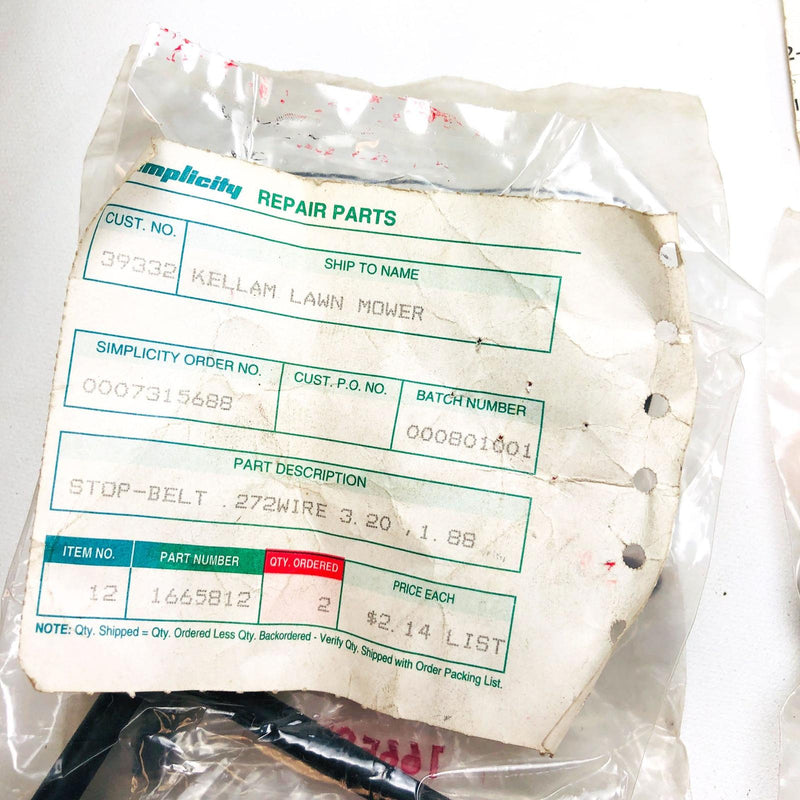 Simplicity REPAIR PARTS
CUST. NO. SHIP TO NAME
39332 KELLAM LAWN MOWER
SIMPLICITY ORDER NO. CUST. P.O. NO. BATCH NUMBER
0007315688 000801001
PART DESCRIPTION
STOP-BELT .272WIRE 3.20 ,1.88
ITEM NO. PART NUMBER QTY. ORDERED PRICE EACH
12 1665812 2 $2.14 LIST
NOTE: Qty. Shipped = Qty. Ordered Less Qty. Backordered - Verify Qty. Shipped with Order Packing List.